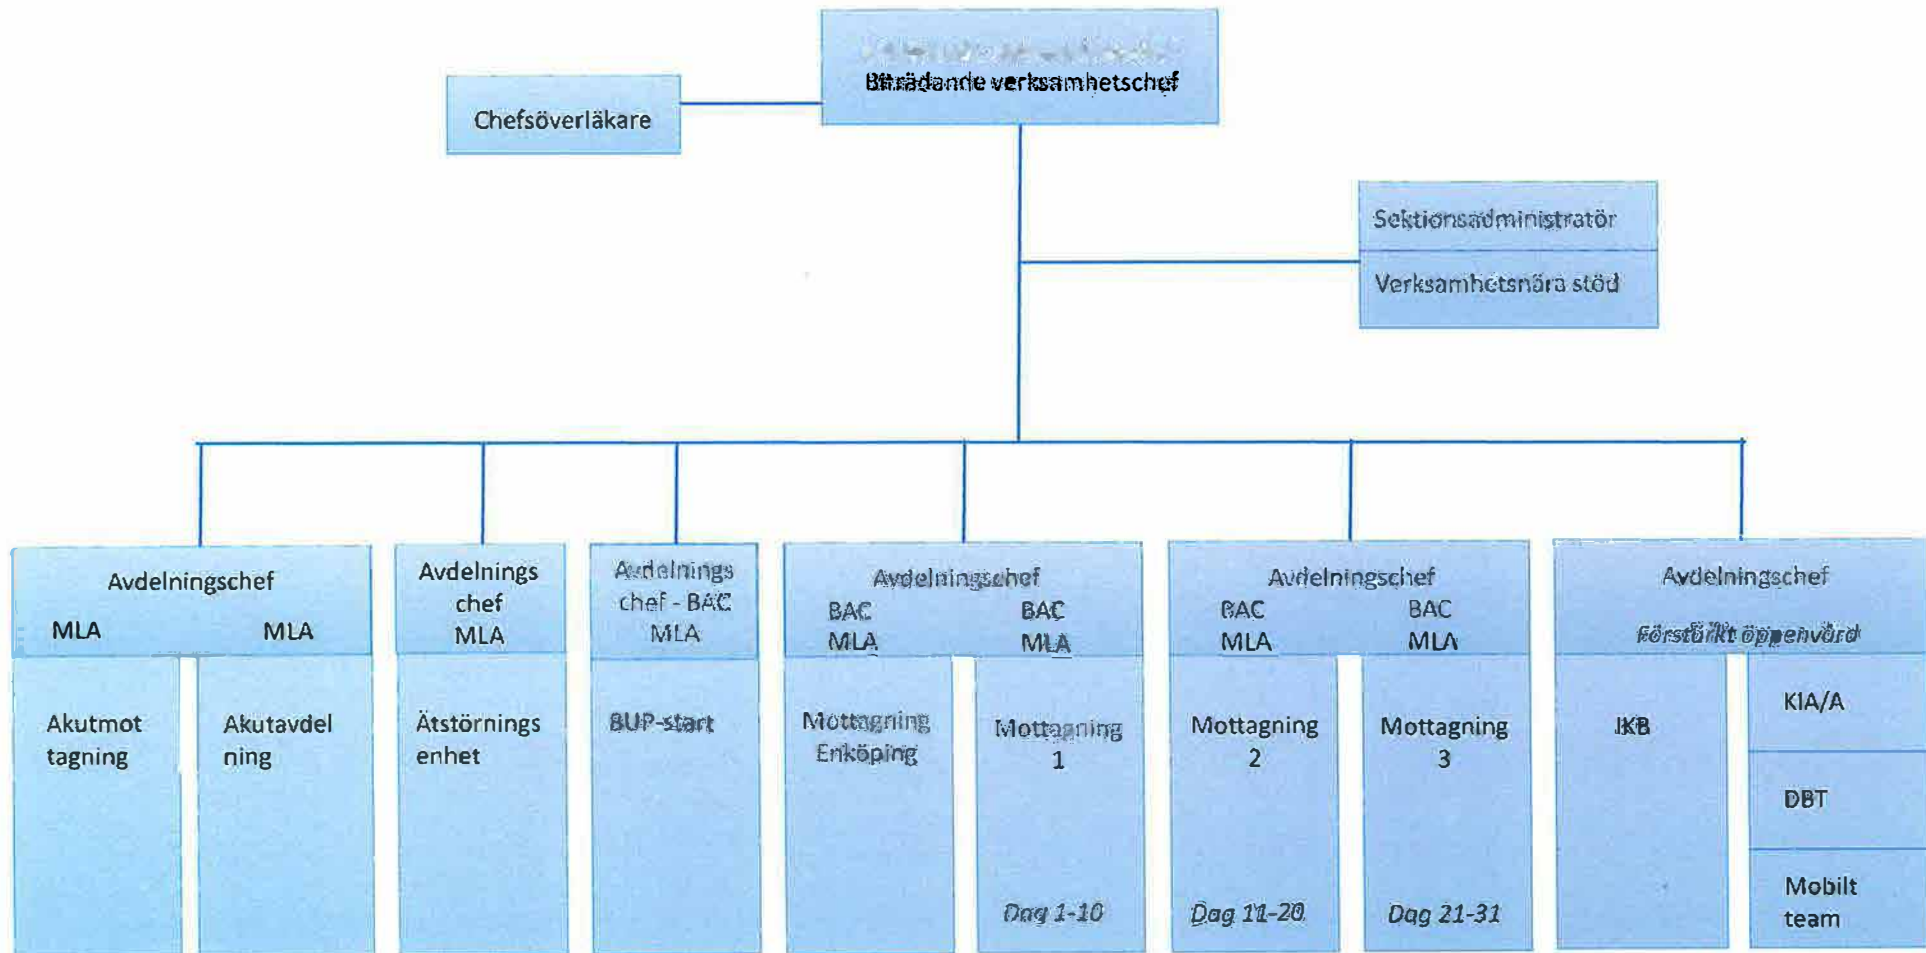 Biträdande verksamhetschef
Chefsöverläkare
Sektionsadministratör
Verksamhetsnära stöd
Avdelningschef
MLA MLA
Akutmot
tagning
Akutavdel
ning
Avdelnings
chef
MLA
Ätstörnings
enhet
Avdelnings
chef - BAC
MLA
BUP-start
Avdelningschef
BAC BAC
MLA MLA
Mottagning
Enköping
Mottagning
1
Dag 1-10
Avdelningschef
BAC BAC
MLA MLA
Mottagning
2
Dag 11-20
Mottagning
3
Dag 21-31
Avdelningschef
Förstärkt öppenvård
IKB
KIA/A
DBT
Mobilt
team